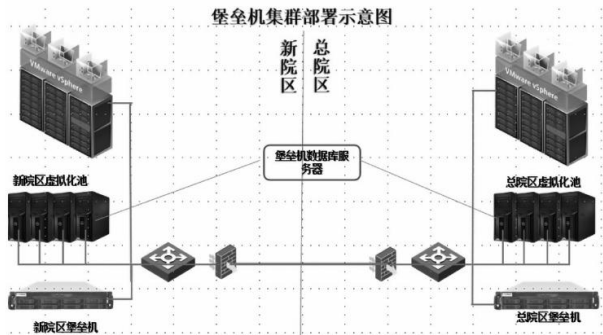 堡垒机集群部署示意图
新院区
总院区
VMware vSphere
VMware vSphere
堡垒机数据库服
务器
新院区虚拟化池
总院区虚拟化池
新院区堡垒机
总院区堡垒机